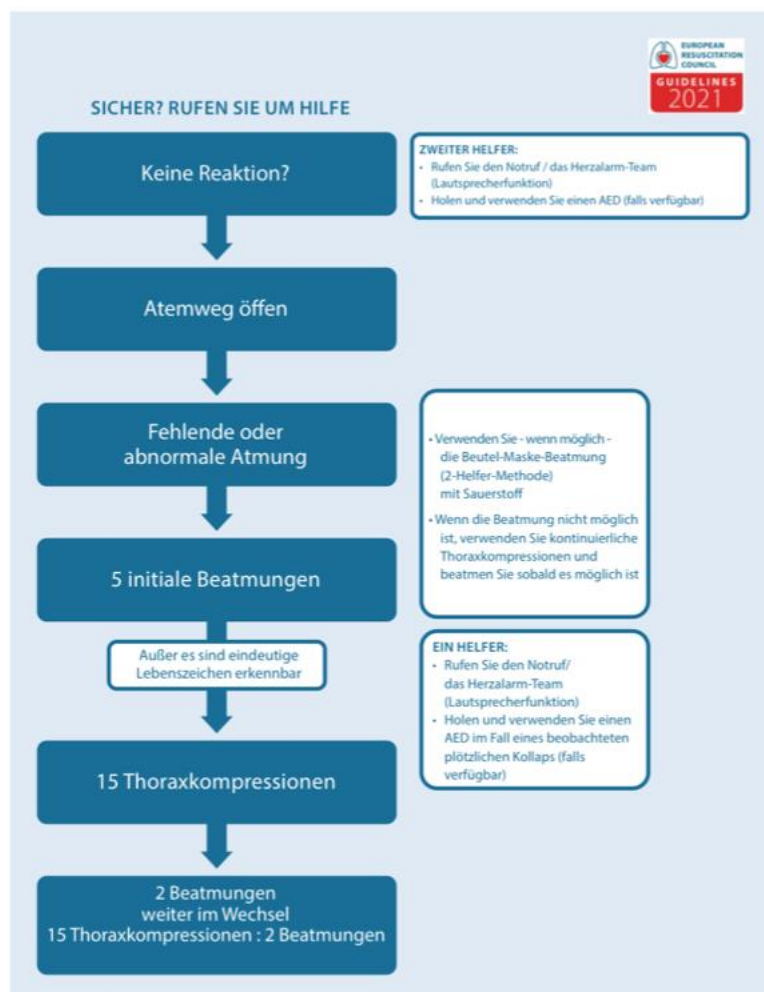 EUROPEAN
RESUSCITATION
COUNCIL
GUIDELINES
2021
SICHER? RUFEN SIE UM HILFE
Keine Reaktion?
ZWEITER HELFER:
• Rufen Sie den Notruf / das Herzalarm-Team
(Lautsprecherfunktion)
• Holen und verwenden Sie einen AED (falls verfügbar)
Atemweg öffen
Fehlende oder
abnormale Atmung
• Verwenden Sie - wenn möglich -
die Beutel-Maske-Beatmung
(2-Helfer-Methode)
mit Sauerstoff
• Wenn die Beatmung nicht möglich
ist, verwenden Sie kontinuierliche
Thoraxkompressionen und
beatmen Sie sobald es möglich ist
5 initiale Beatmungen
Außer es sind eindeutige
Lebenszeichen erkennbar
EIN HELFER:
• Rufen Sie den Notruf/
das Herzalarm-Team
(Lautsprecherfunktion)
• Holen und verwenden Sie einen
AED im Fall eines beobachteten
plötzlichen Kollaps (falls
verfügbar)
15 Thoraxkompressionen
2 Beatmungen
weiter im Wechsel
15 Thoraxkompressionen : 2 Beatmungen